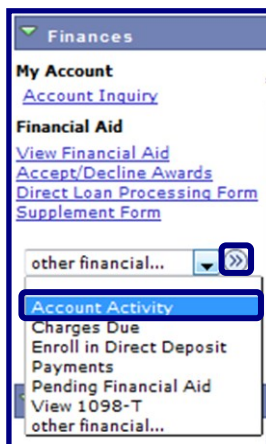 Finances
My Account
Account Inquiry
Financial Aid
View Financial Aid
Accept/Decline Awards
Direct Loan Processing Form
Supplement Form
other financial...
Account Activity
Charges Due
Enroll in Direct Deposit
Payments
Pending Financial Aid
View 1098-T
other financial...